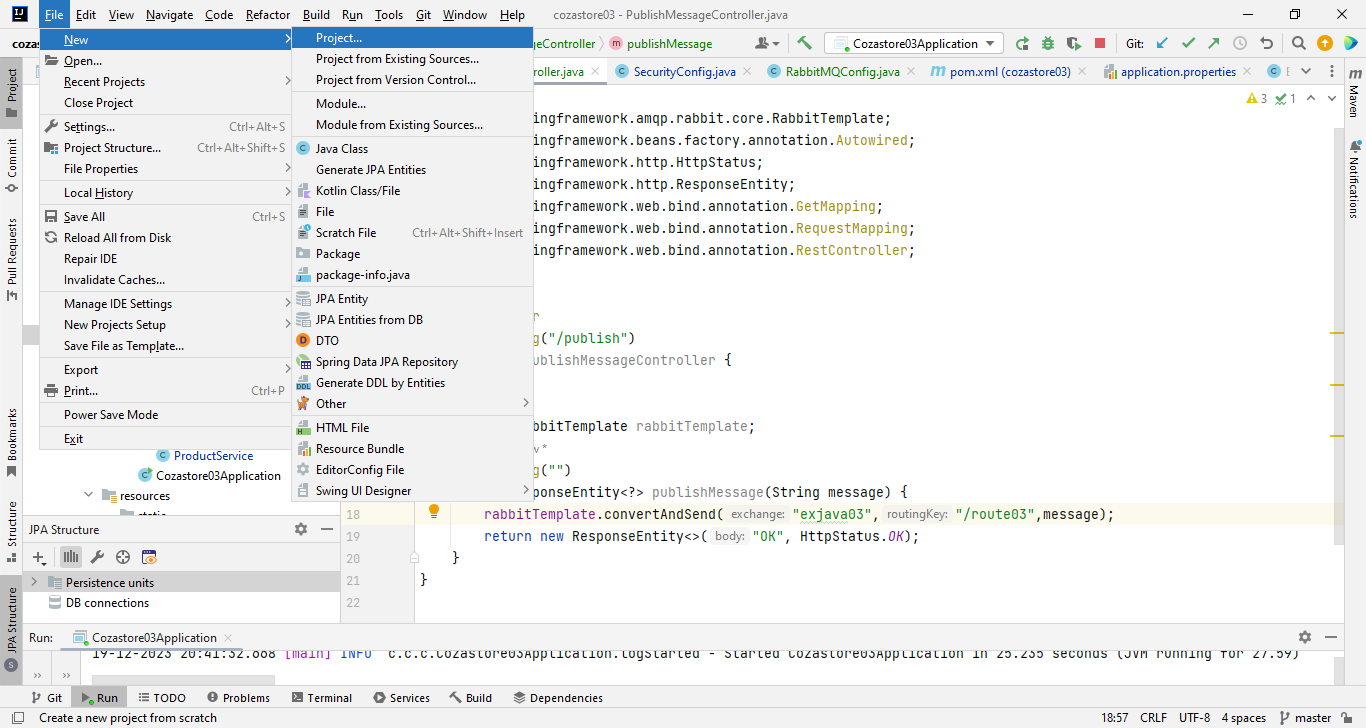 File Edit View Navigate Code Refactor Build Run Tools Git Window Help cozastore03 - PublishMessageController.java
publishMessage Cozastore03Application Git:
Project
Commit
Pull Requests
Bookmarks
Structure
JPA Structure
New
Open...
Recent Projects
Close Project
Settings... Ctrl+Alt+S
Project Structure... Ctrl+Alt+Shift+S
File Properties
Local History
Save All Ctrl+S
Reload All from Disk
Repair IDE
Invalidate Caches...
Manage IDE Settings
New Projects Setup
Save File as Template...
Export
Print... Ctrl+P
Power Save Mode
Exit
Project...
Project from Existing Sources...
Project from Version Control...
Module...
Module from Existing Sources...
Java Class
Generate JPA Entities
Kotlin Class/File
File
Scratch File Ctrl+Alt+Shift+Insert
Package
package-info.java
JPA Entity
JPA Entities from DB
DTO
Spring Data JPA Repository
Generate DDL by Entities
Other
HTML File
Resource Bundle
EditorConfig File
Swing UI Designer
SecurityConfig.java RabbitMQConfig.java pom.xml (cozastore03) application.properties
3 1
Maven
Notifications
ingframework.amqp.rabbit.core.RabbitTemplate;
ingframework.beans.factory.annotation.Autowired;
ingframework.http.HttpStatus;
ingframework.http.ResponseEntity;
ingframework.web.bind.annotation.GetMapping;
ingframework.web.bind.annotation.RequestMapping;
ingframework.web.bind.annotation.RestController;
g("/publish")
ublishMessageController {
bbitTemplate rabbitTemplate;
g("")
sponseEntity<?> publishMessage(String message) {
18 rabbitTemplate.convertAndSend( exchange: "exjava03", routingKey: "/route03",message);
19 return new ResponseEntity<>( body: "OK", HttpStatus.OK);
20 }
21 }
22
ProductService
Cozastore03Application
resources
static
JPA Structure
Persistence units
DB connections
Run: Cozastore03Application
19-12-2023 20:41:32.668 [main] INFO c.c.c.Cozastore03Application.logStarted - Started Cozastore03Application in 25.235 seconds (JVM running for 27.59)
Git Run TODO Problems Terminal Services Build Dependencies
Create a new project from scratch 18:57 CRLF UTF-8 4 spaces master